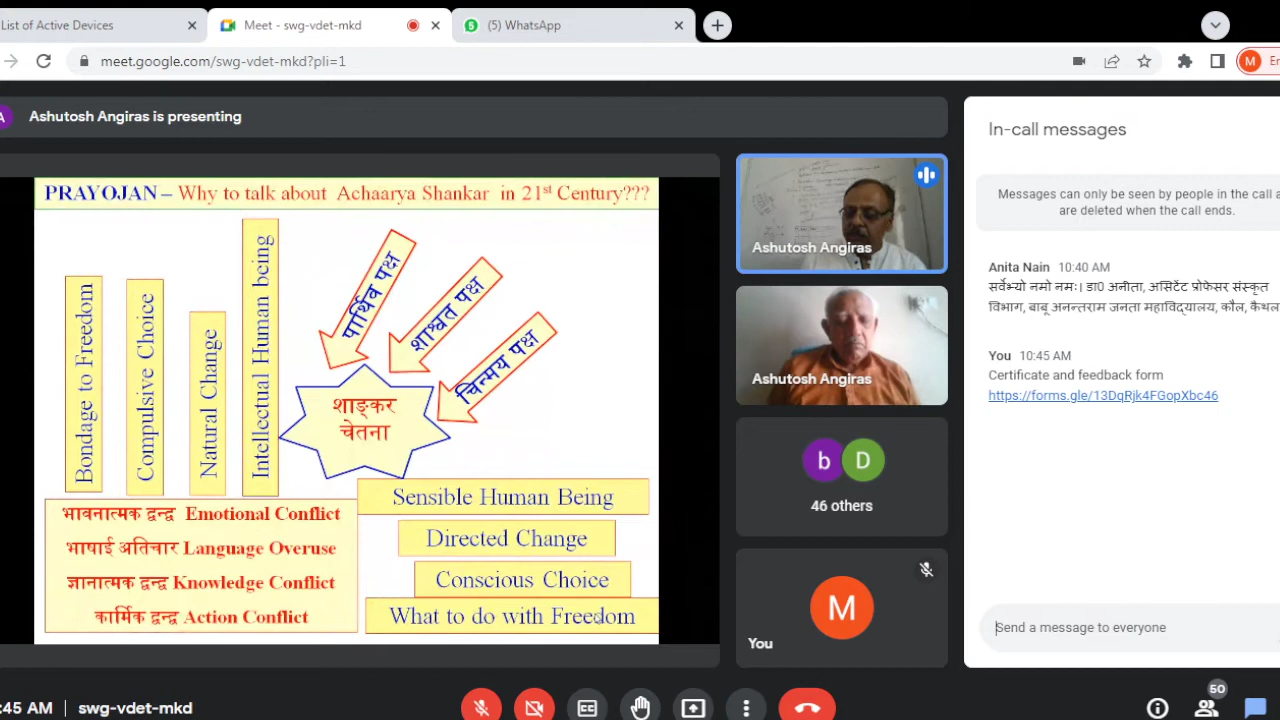 List of Active Devices
Meet - swg-vdet-mkd
(5) WhatsApp
meet.google.com/swg-vdet-mkd?pli=1
M
A
Ashutosh Angiras is presenting
PRAYOJAN – Why to talk about Achaarya Shankar in 21st Century???
Bondage to Freedom
Compulsive Choice
Natural Change
Intellectual Human being
पार्थिव पक्ष
शाश्वत पक्ष
चिन्मय पक्ष
शाङ्कर
चेतना
Sensible Human Being
Directed Change
Conscious Choice
What to do with Freedom
भावनात्मक द्वन्द्व Emotional Conflict
भाषाई अतिचार Language Overuse
ज्ञानात्मक द्वन्द्व Knowledge Conflict
कार्मिक द्वन्द्व Action Conflict
Ashutosh Angiras
Ashutosh Angiras
b D
46 others
M
You
In-call messages
Messages can only be seen by people in the call a
are deleted when the call ends.
Anita Nain 10:40 AM
सर्वेभ्यो नमो नमः। डा0 अनीता, असिटेंट प्रोफेसर संस्कृत
विभाग, बाबू अनन्तराम जनता महाविद्यालय, कौल, कैथल
You 10:45 AM
Certificate and feedback form
https://forms.gle/13DqRjk4FGopXbc46
Send a message to everyone
:45 AM | swg-vdet-mkd
50